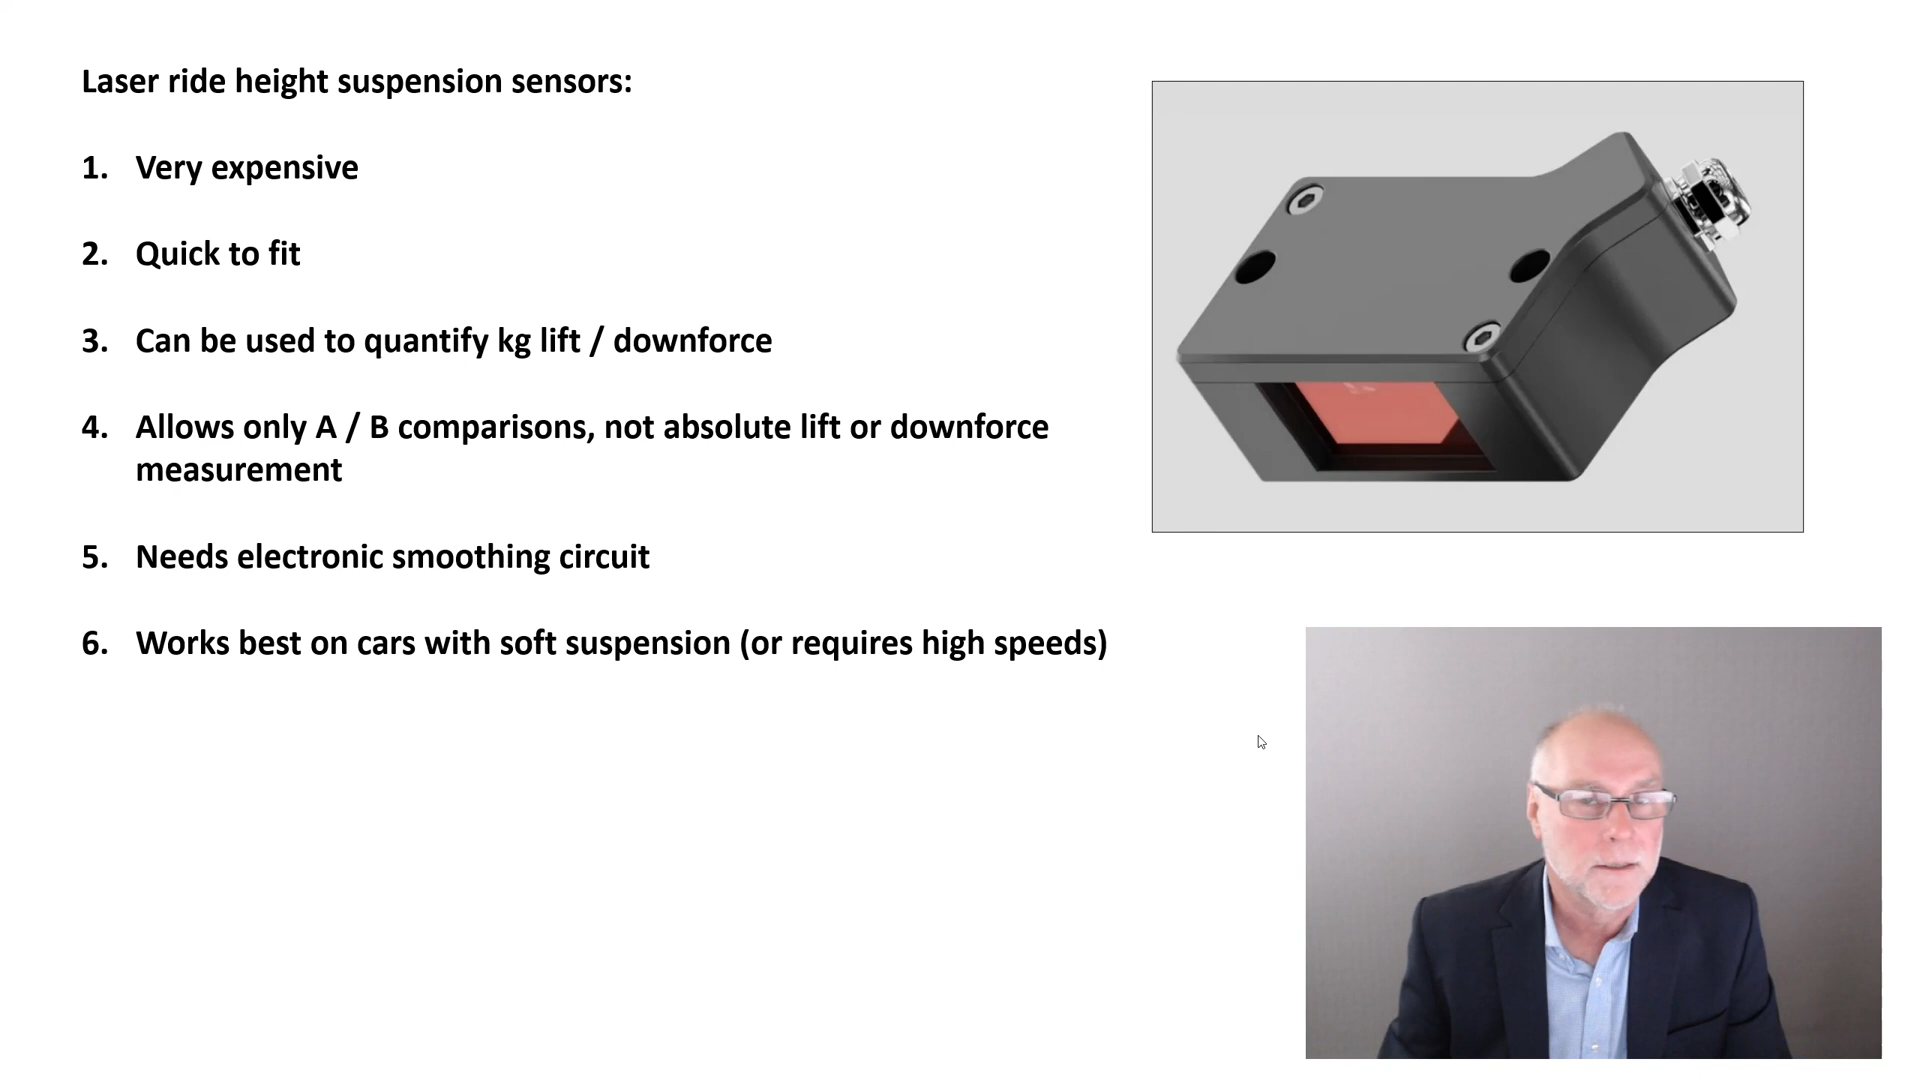 Laser ride height suspension sensors:
1. Very expensive
2. Quick to fit
3. Can be used to quantify kg lift / downforce
4. Allows only A / B comparisons, not absolute lift or downforce
measurement
5. Needs electronic smoothing circuit
6. Works best on cars with soft suspension (or requires high speeds)